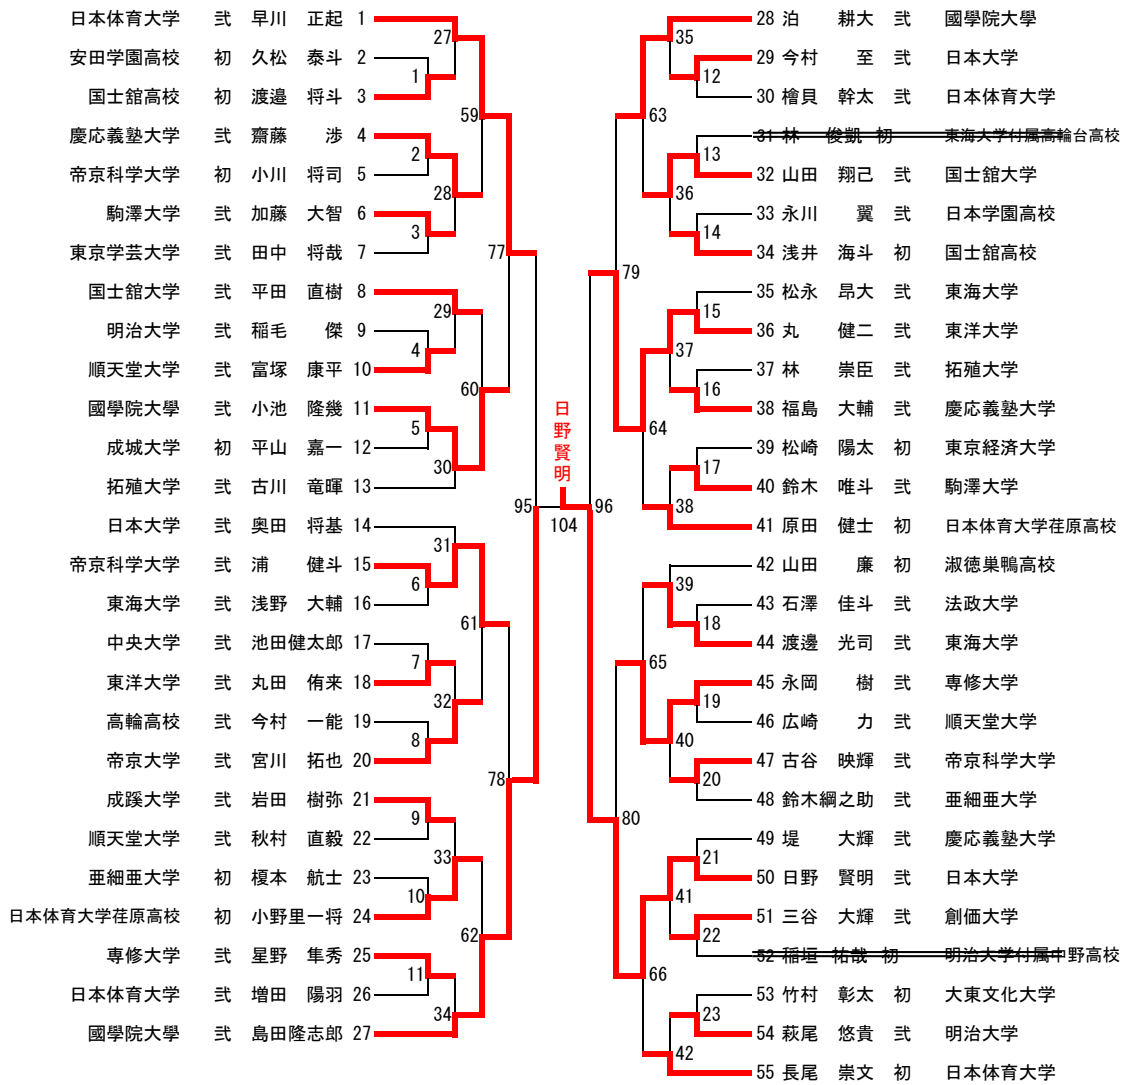 日本体育大学 弐 早川 正起 1
安田学園高校 初 久松 泰斗 2
国士舘高校 初 渡邉 将斗 3
慶応義塾大学 弐 齋藤 渉 4
帝京科学大学 初 小川 将司 5
駒澤大学 弐 加藤 大智 6
東京学芸大学 弐 田中 将哉 7
国士舘大学 弐 平田 直樹 8
明治大学 弐 稲毛 傑 9
順天堂大学 弐 富塚 康平 10
國學院大學 弐 小池 隆幾 11
成城大学 初 平山 嘉一 12
拓殖大学 弐 古川 竜暉 13
日本大学 弐 奥田 将基 14
帝京科学大学 弐 浦 健斗 15
東海大学 弐 浅野 大輔 16
中央大学 弐 池田健太郎 17
東洋大学 弐 丸田 侑来 18
高輪高校 弐 今村 一能 19
帝京大学 弐 宮川 拓也 20
成蹊大学 弐 岩田 樹弥 21
順天堂大学 弐 秋村 直毅 22
亜細亜大学 初 榎本 航士 23
日本体育大学荏原高校 初 小野里一将 24
専修大学 弐 星野 隼秀 25
日本体育大学 弐 増田 陽羽 26
國學院大學 弐 島田隆志郎 27
1
2
3
4
5
6
7
8
9
10
11
27
28
29
30
31
32
33
34
59
60
61
62
77
78
95
日野賢明
104
96
79
80
63
64
65
66
35
36
37
38
39
40
41
42
12
13
14
15
16
17
18
19
20
21
22
23
28 泊 耕大 弐 國學院大學
29 今村 至 弐 日本大学
30 檜貝 幹太 弐 日本体育大学
31 林 俊凱 初 東海大学付属高輪台高校
32 山田 翔己 弐 国士舘大学
33 永川 翼 弐 日本学園高校
34 浅井 海斗 初 国士舘高校
35 松永 昂大 弐 東海大学
36 丸 健二 弐 東洋大学
37 林 崇臣 弐 拓殖大学
38 福島 大輔 弐 慶応義塾大学
39 松崎 陽太 初 東京経済大学
40 鈴木 唯斗 弐 駒澤大学
41 原田 健士 初 日本体育大学荏原高校
42 山田 廉 初 淑徳巣鴨高校
43 石澤 佳斗 弐 法政大学
44 渡邊 光司 弐 東海大学
45 永岡 樹 弐 専修大学
46 広崎 力 弐 順天堂大学
47 古谷 映輝 弐 帝京科学大学
48 鈴木綱之助 弐 亜細亜大学
49 堤 大輝 弐 慶応義塾大学
50 日野 賢明 弐 日本大学
51 三谷 大輝 弐 創価大学
52 稲垣 祐哉 初 明治大学付属中野高校
53 竹村 彰太 初 大東文化大学
54 萩尾 悠貴 弐 明治大学
55 長尾 崇文 初 日本体育大学